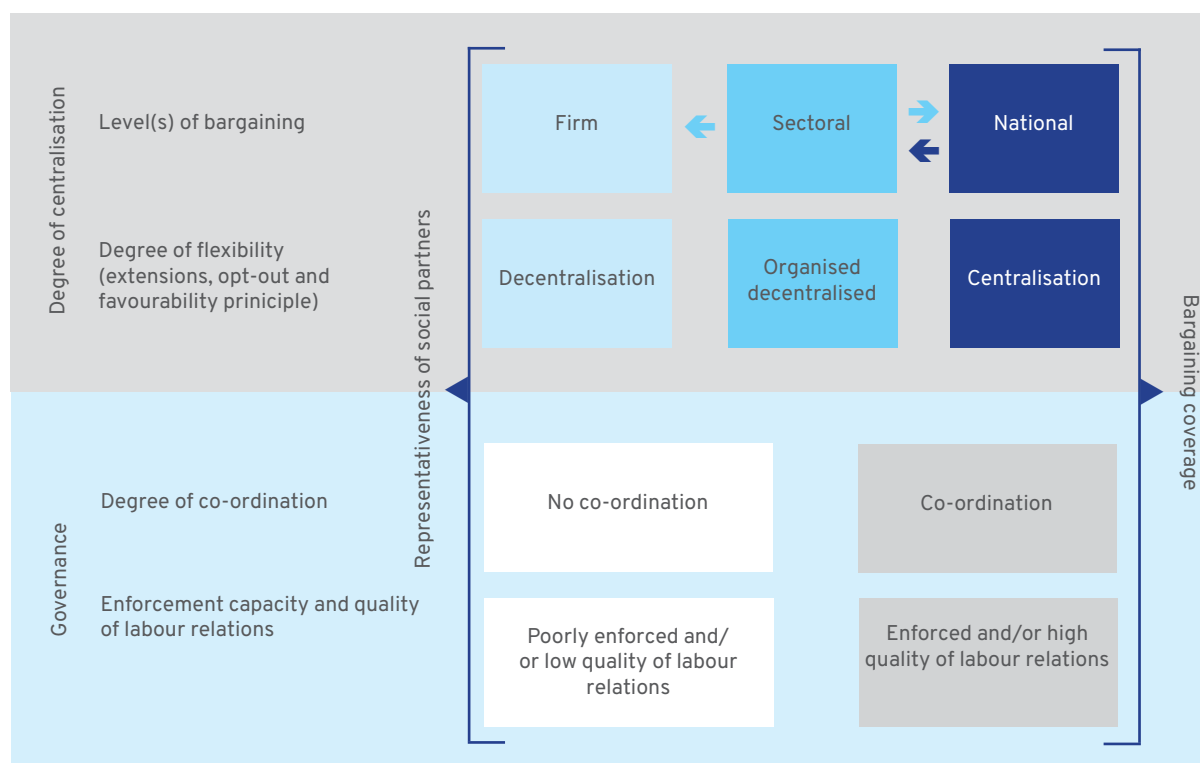 Degree of centralisation
Level(s) of bargaining
Firm
Sectoral
National
Degree of flexibility
(extensions, opt-out and
favourability priniciple)
Decentralisation
Organised
decentralised
Centralisation
Representativeness of social partners
Bargaining coverage
Governance
Degree of co-ordination
No co-ordination
Co-ordination
Enforcement capacity and quality
of labour relations
Poorly enforced and/
or low quality of labour
relations
Enforced and/or high
quality of labour relations